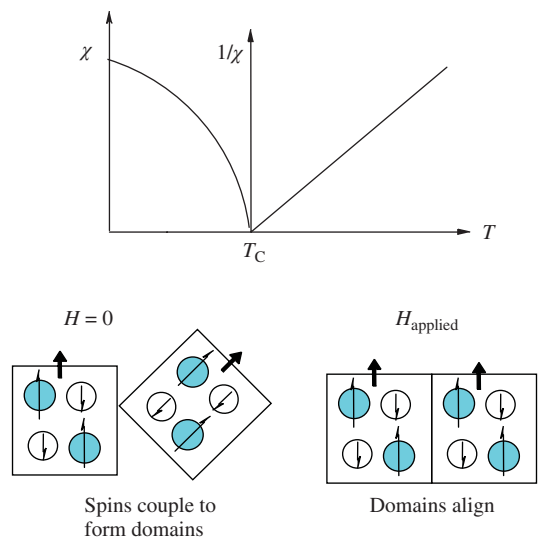 χ
1/χ
T
T_C
H = 0
H_applied
Spins couple to
form domains
Domains align